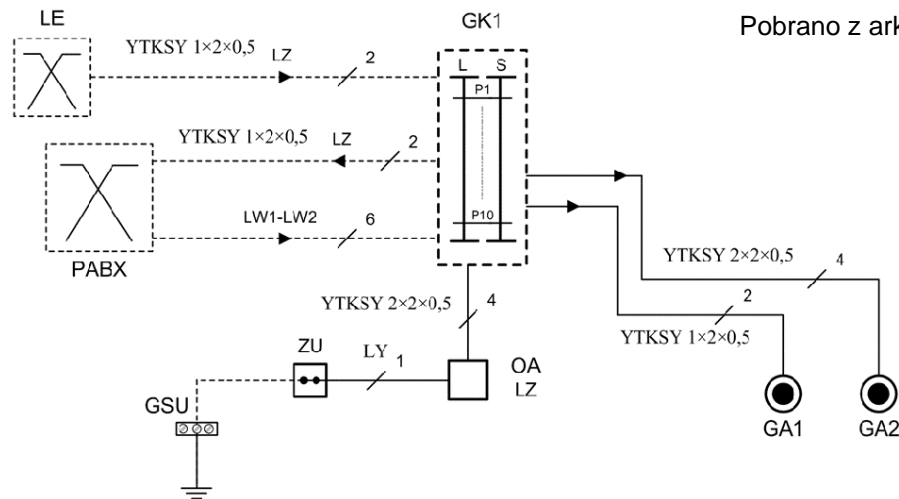 LE
GK1
Pobrano z ark
YTKSY 1×2×0,5
LZ
2
L S
P1
YTKSY 1×2×0,5
LZ
2
LW1-LW2
6
P10
PABX
YTKSY 2×2×0,5
4
YTKSY 2×2×0,5
4
2
YTKSY 1×2×0,5
ZU
LY
1
OA
LZ
GSU
GA1
GA2